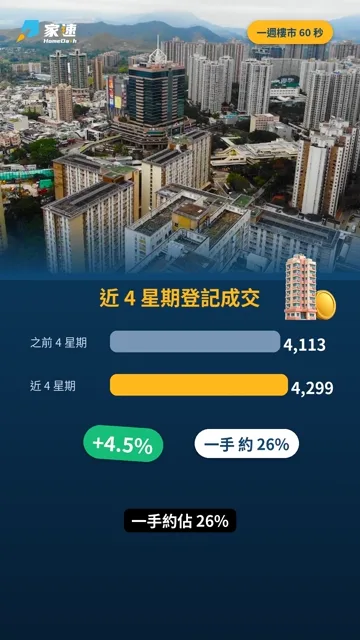 家速
HomeDash
一週樓市 60 秒
近 4 星期登記成交
之前 4 星期
4,113
近 4 星期
4,299
+4.5%
一手 約 26%
一手約佔 26%